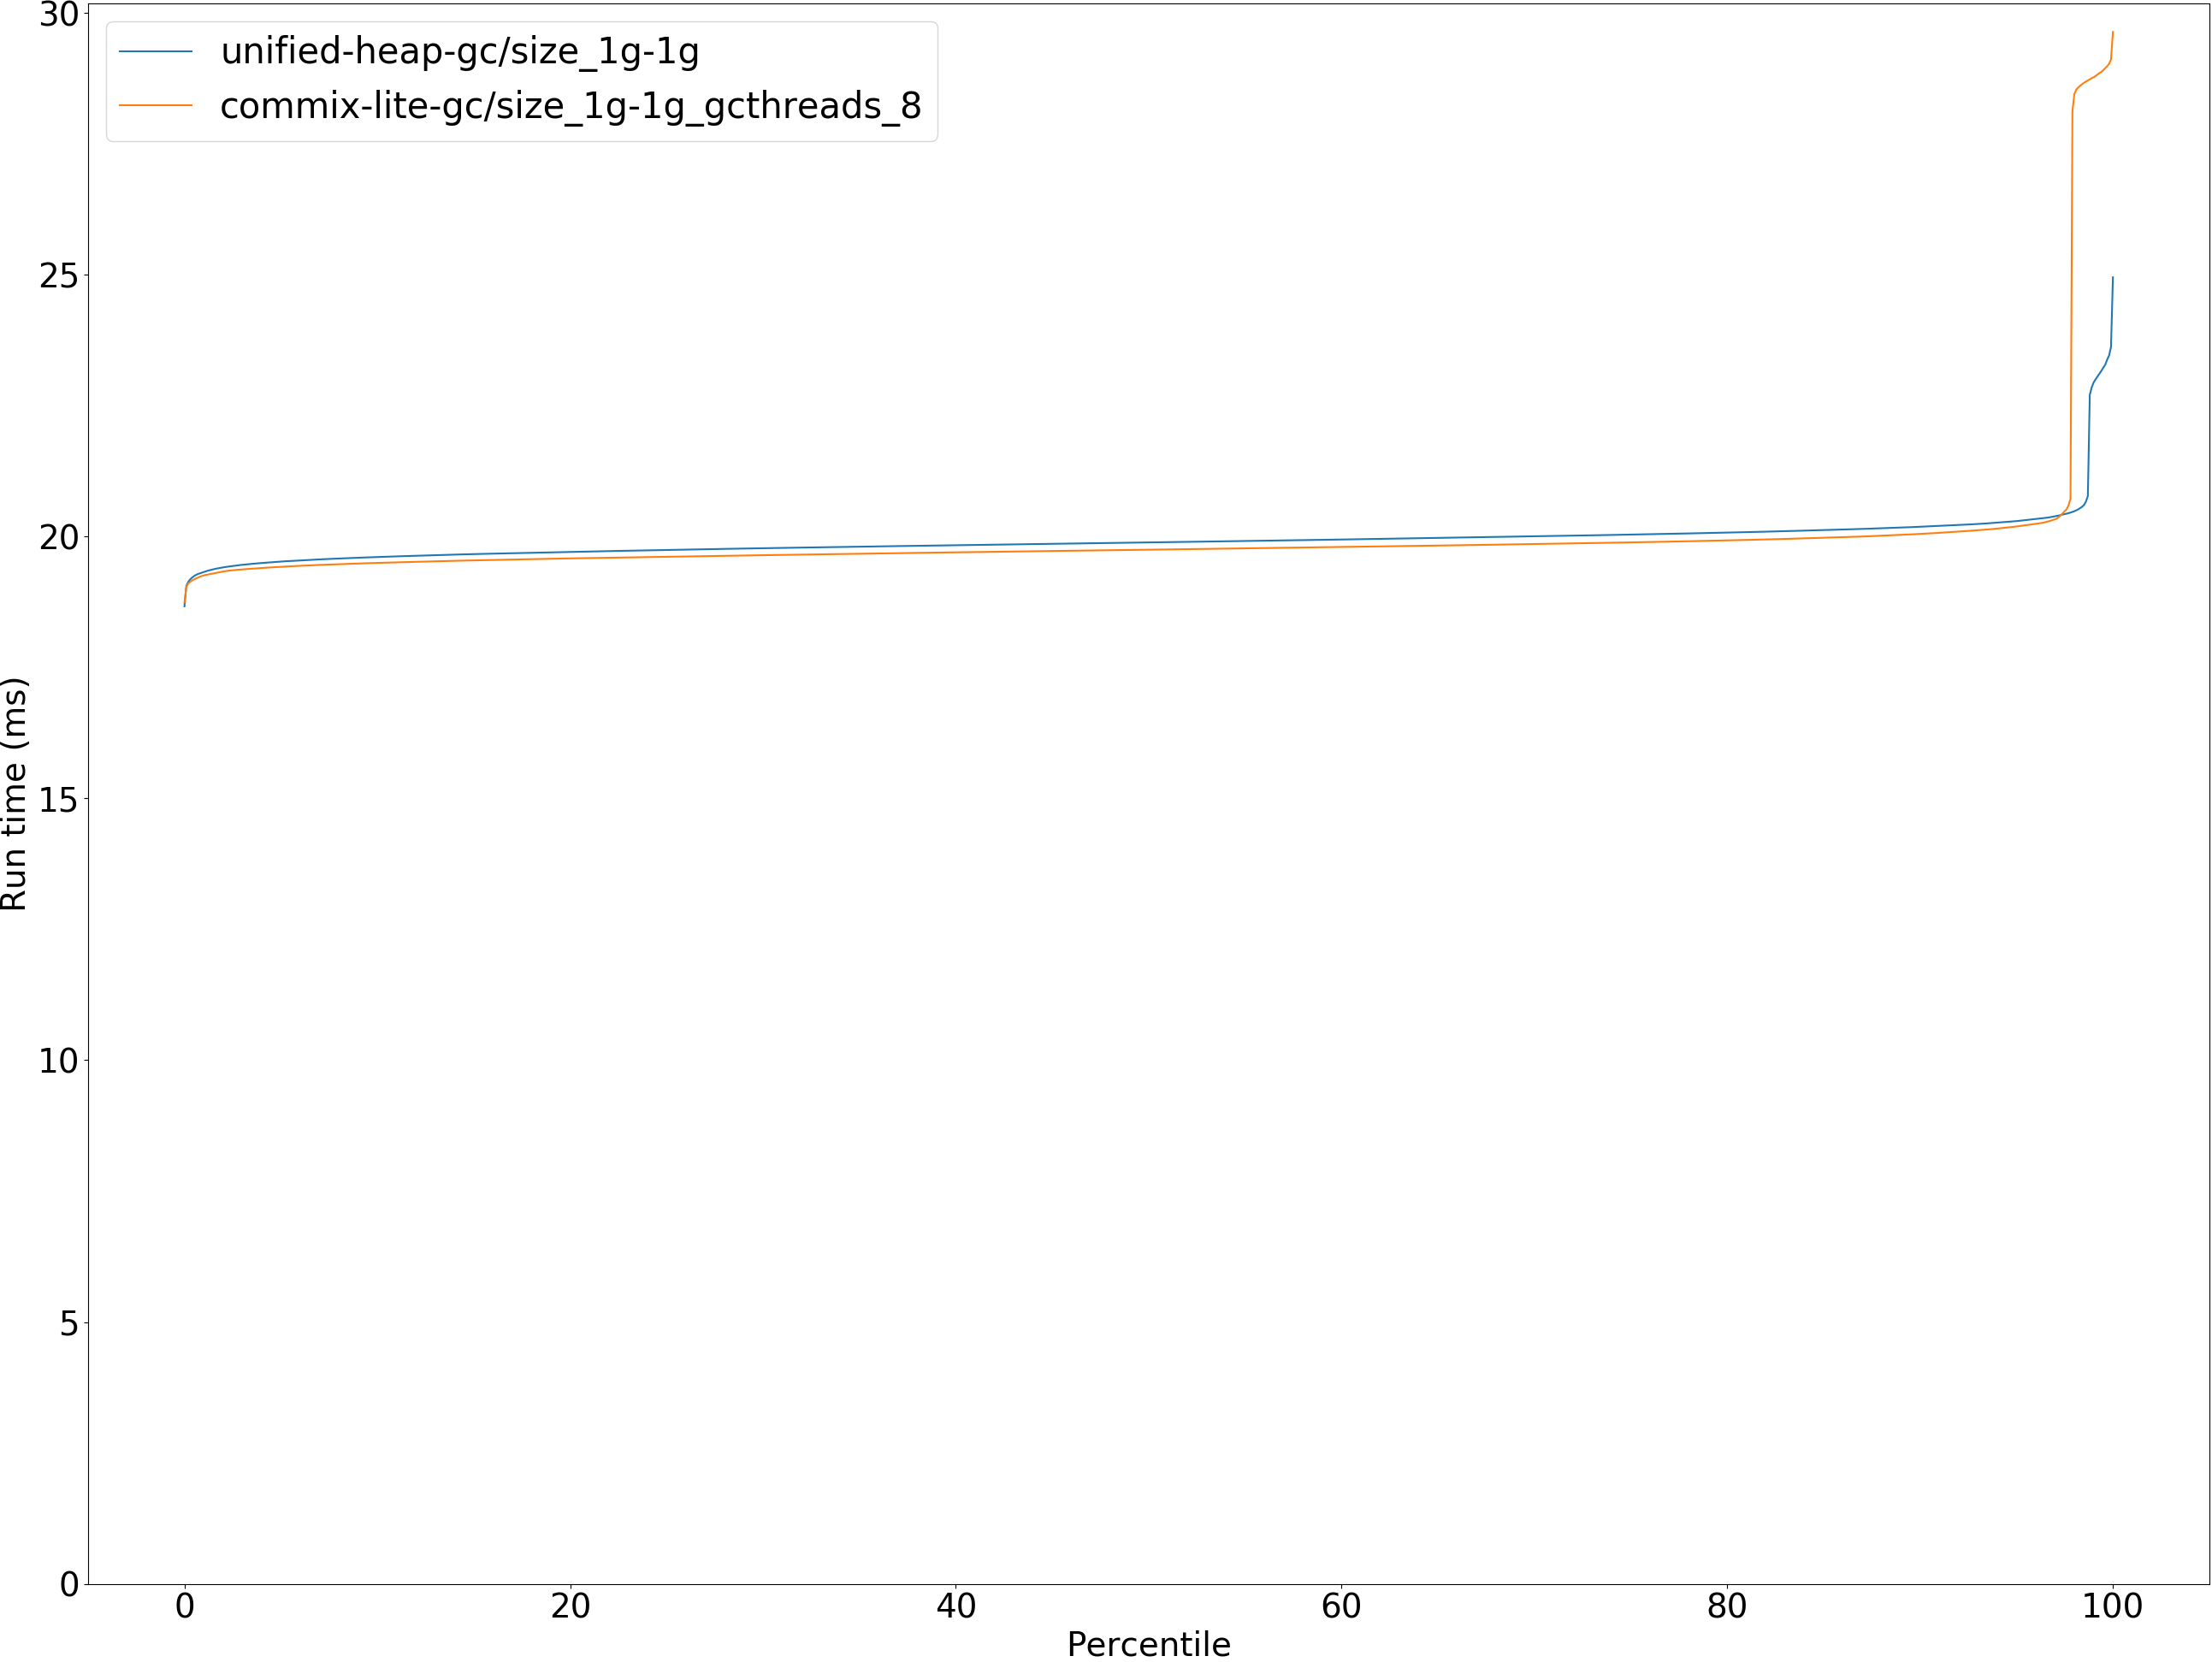 unified-heap-gc/size_1g-1g
commix-lite-gc/size_1g-1g_gcthreads_8
Run time (ms)
30
25
20
15
10
5
0
0 20 40 60 80 100
Percentile